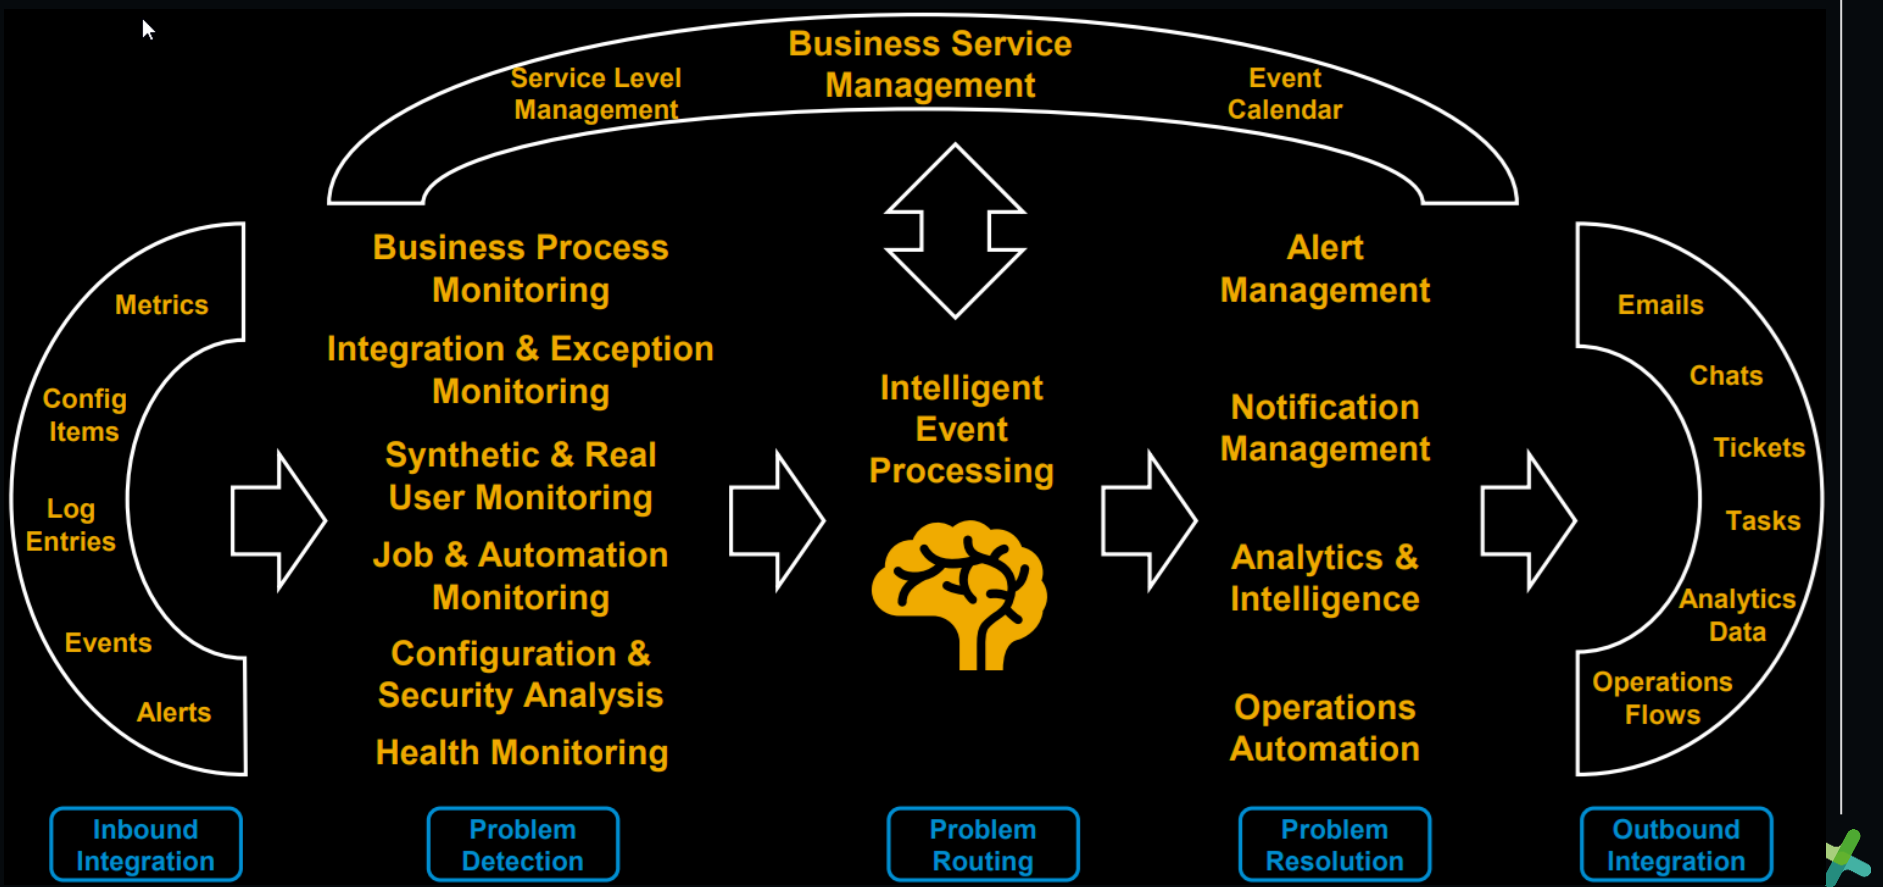 Business Service
Management
Service Level
Management
Event
Calendar
Metrics
Config
Items
Log
Entries
Events
Alerts
Business Process
Monitoring
Integration & Exception
Monitoring
Synthetic & Real
User Monitoring
Job & Automation
Monitoring
Configuration &
Security Analysis
Health Monitoring
Intelligent
Event
Processing
Alert
Management
Notification
Management
Analytics &
Intelligence
Operations
Automation
Emails
Chats
Tickets
Tasks
Analytics
Data
Operations
Flows
Inbound
Integration
Problem
Detection
Problem
Routing
Problem
Resolution
Outbound
Integration